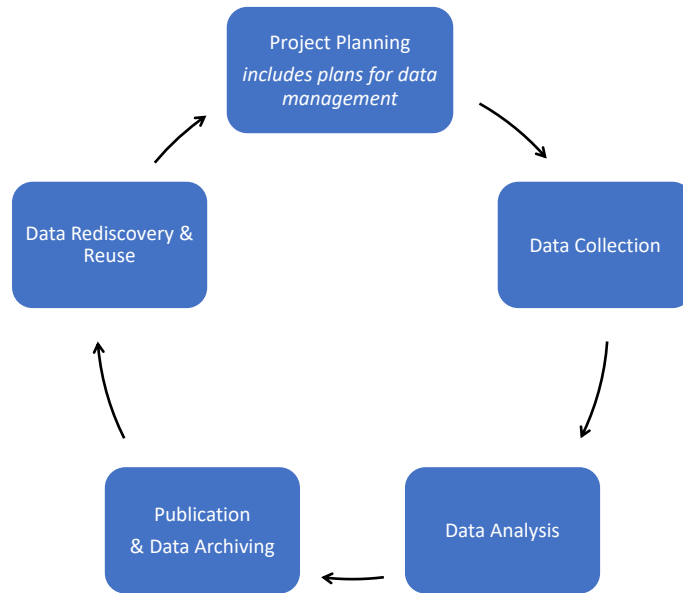 Project Planning
includes plans for data
management
Data Collection
Data Analysis
Publication
& Data Archiving
Data Rediscovery &
Reuse